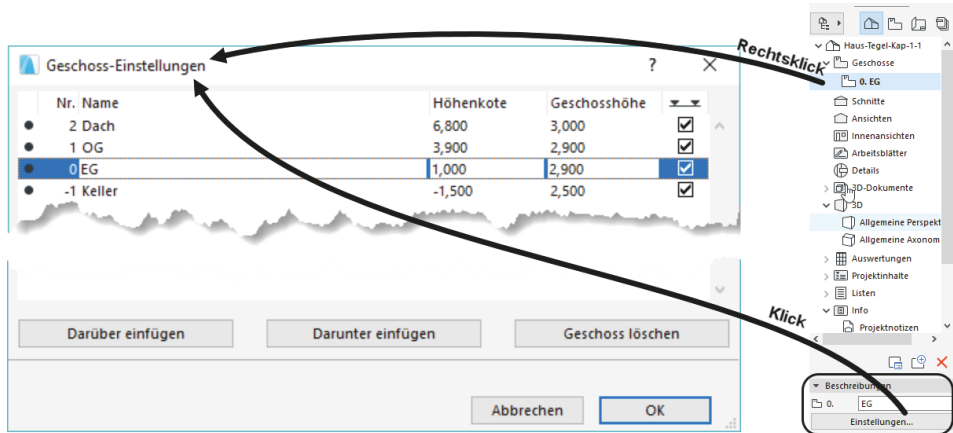 Geschoss-Einstellungen ? ×
Nr. Name Höhenkote Geschosshöhe
2 Dach 6,800 3,000
1 OG 3,900 2,900
0 EG 1,000 2,900
-1 Keller -1,500 2,500
Darüber einfügen Darunter einfügen Geschoss löschen
Abbrechen OK
Rechtsklick
Klick
Haus-Tegel-Kap-1-1
Geschosse
0. EG
Schnitte
Ansichten
Innenansichten
Arbeitsblätter
Details
3D-Dokumente
3D
Allgemeine Perspekt
Allgemeine Axonom
Auswertungen
Projektinhalte
Listen
Info
Projektnotizen
Beschreibungen
0. EG
Einstellungen...